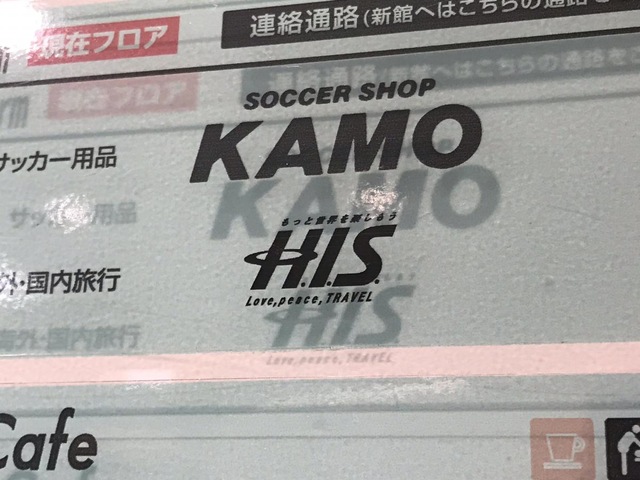 現在フロア
連絡通路(新館へはこちらの通路を
SOCCER SHOP
KAMO
サッカー用品
もっと世界を楽しもう
H.I.S.
外・国内旅行
Love, peace, TRAVEL
Cafe